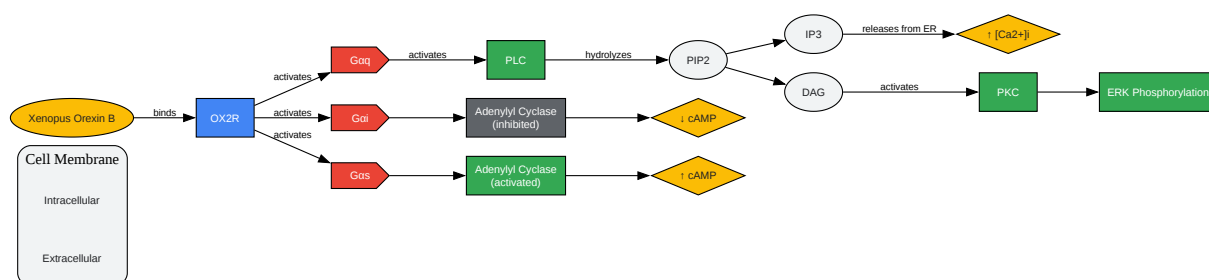 Xenopus Orexin B
binds
OX2R
activates
activates
activates
Gαq
activates
PLC
hydrolyzes
PIP2
IP3
releases from ER
↑ [Ca2+]i
DAG
activates
PKC
ERK Phosphorylation
Gαi
Adenylyl Cyclase
(inhibited)
↓ cAMP
Gαs
Adenylyl Cyclase
(activated)
↑ cAMP
Cell Membrane
Intracellular
Extracellular